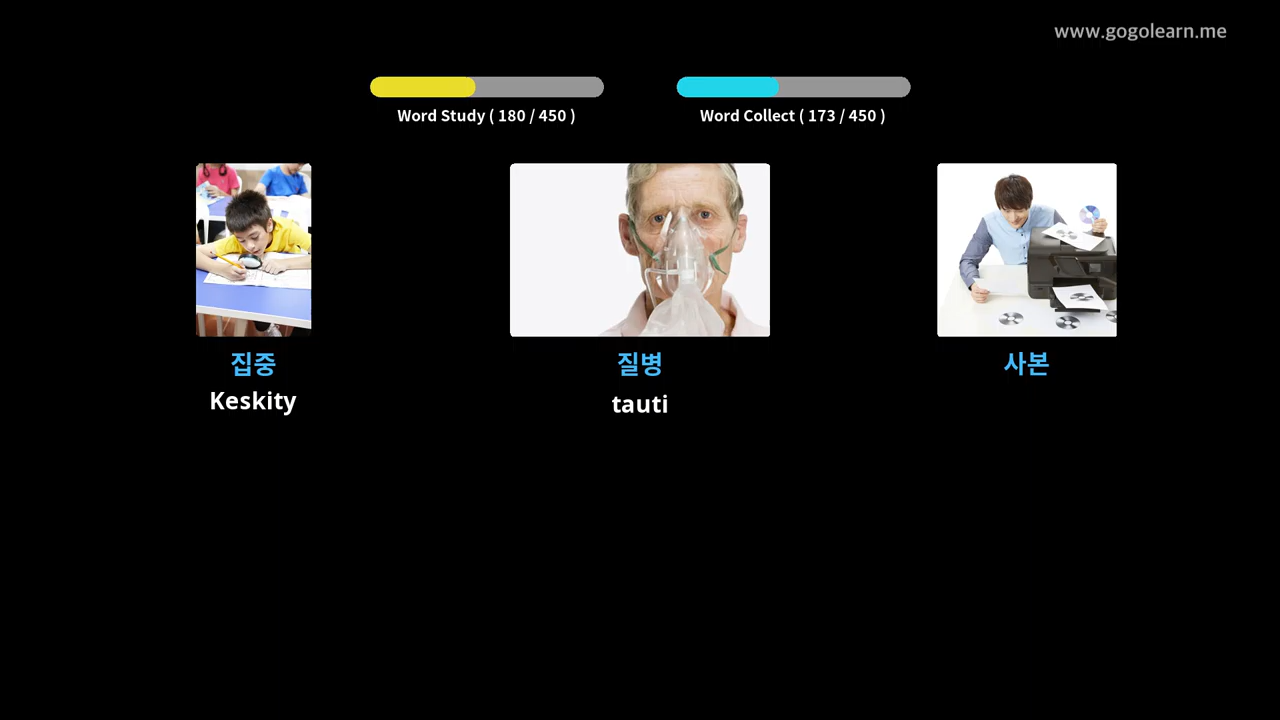 www.gogolearn.me
Word Study ( 180 / 450 )
Word Collect ( 173 / 450 )
집중
Keskity
질병
tauti
사본